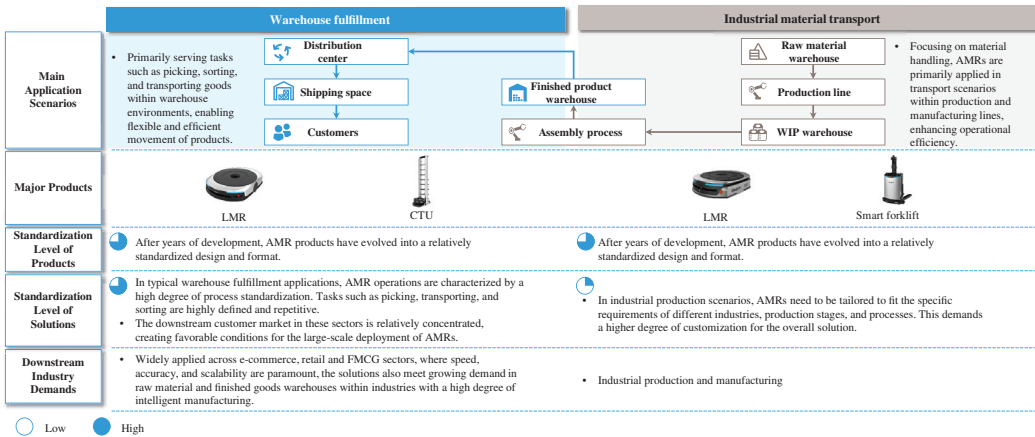 Warehouse fulfillment
Industrial material transport
Main
Application
Scenarios
• Primarily serving tasks
such as picking, sorting,
and transporting goods
within warehouse
environments, enabling
flexible and efficient
movement of products.
Distribution
center
Shipping space
Customers
Finished product
warehouse
Assembly process
Raw material
warehouse
Production line
WIP warehouse
• Focusing on material
handling, AMRs are
primarily applied in
transport scenarios
within production and
manufacturing lines,
enhancing operational
efficiency.
Major Products
LMR
CTU
LMR
Smart forklift
Standardization
Level of
Products
• After years of development, AMR products have evolved into a relatively
standardized design and format.
• After years of development, AMR products have evolved into a relatively
standardized design and format.
Standardization
Level of
Solutions
• In typical warehouse fulfillment applications, AMR operations are characterized by a
high degree of process standardization. Tasks such as picking, transporting, and
sorting are highly defined and repetitive.
• The downstream customer market in these sectors is relatively concentrated,
creating favorable conditions for the large-scale deployment of AMRs.
• In industrial production scenarios, AMRs need to be tailored to fit the specific
requirements of different industries, production stages, and processes. This demands
a higher degree of customization for the overall solution.
Downstream
Industry
Demands
• Widely applied across e-commerce, retail and FMCG sectors, where speed,
accuracy, and scalability are paramount, the solutions also meet growing demand in
raw material and finished goods warehouses within industries with a high degree of
intelligent manufacturing.
• Industrial production and manufacturing
Low
High